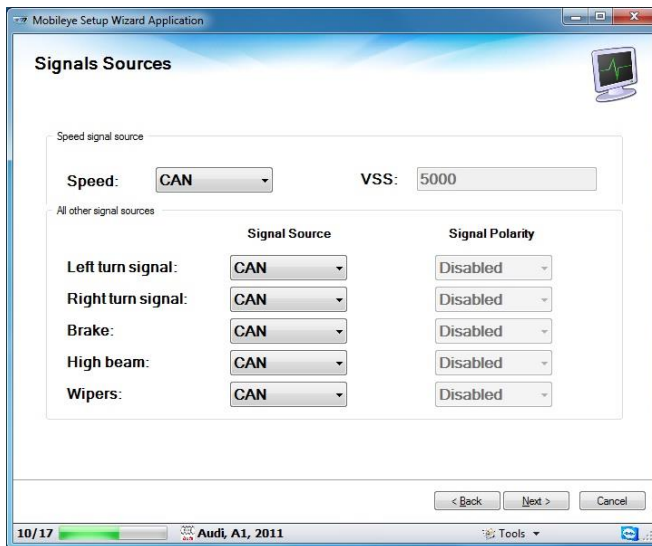 Mobileye Setup Wizard Application
Signals Sources
Speed signal source
Speed: CAN VSS: 5000
All other signal sources
Signal Source Signal Polarity
Left turn signal: CAN Disabled
Right turn signal: CAN Disabled
Brake: CAN Disabled
High beam: CAN Disabled
Wipers: CAN Disabled
< Back Next > Cancel
10/17 Audi, A1, 2011 Tools